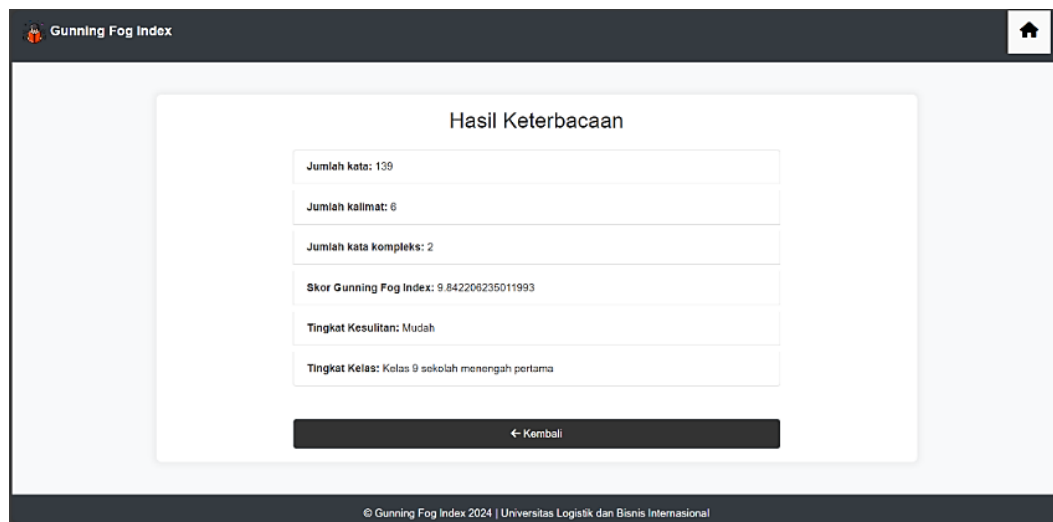 Gunning Fog Index
Hasil Keterbacaan
Jumlah kata: 139
Jumlah kalimat: 6
Jumlah kata kompleks: 2
Skor Gunning Fog Index: 9.842206235011993
Tingkat Kesulitan: Mudah
Tingkat Kelas: Kelas 9 sekolah menengah pertama
← Kembali
© Gunning Fog Index 2024 | Universitas Logistik dan Bisnis Internasional